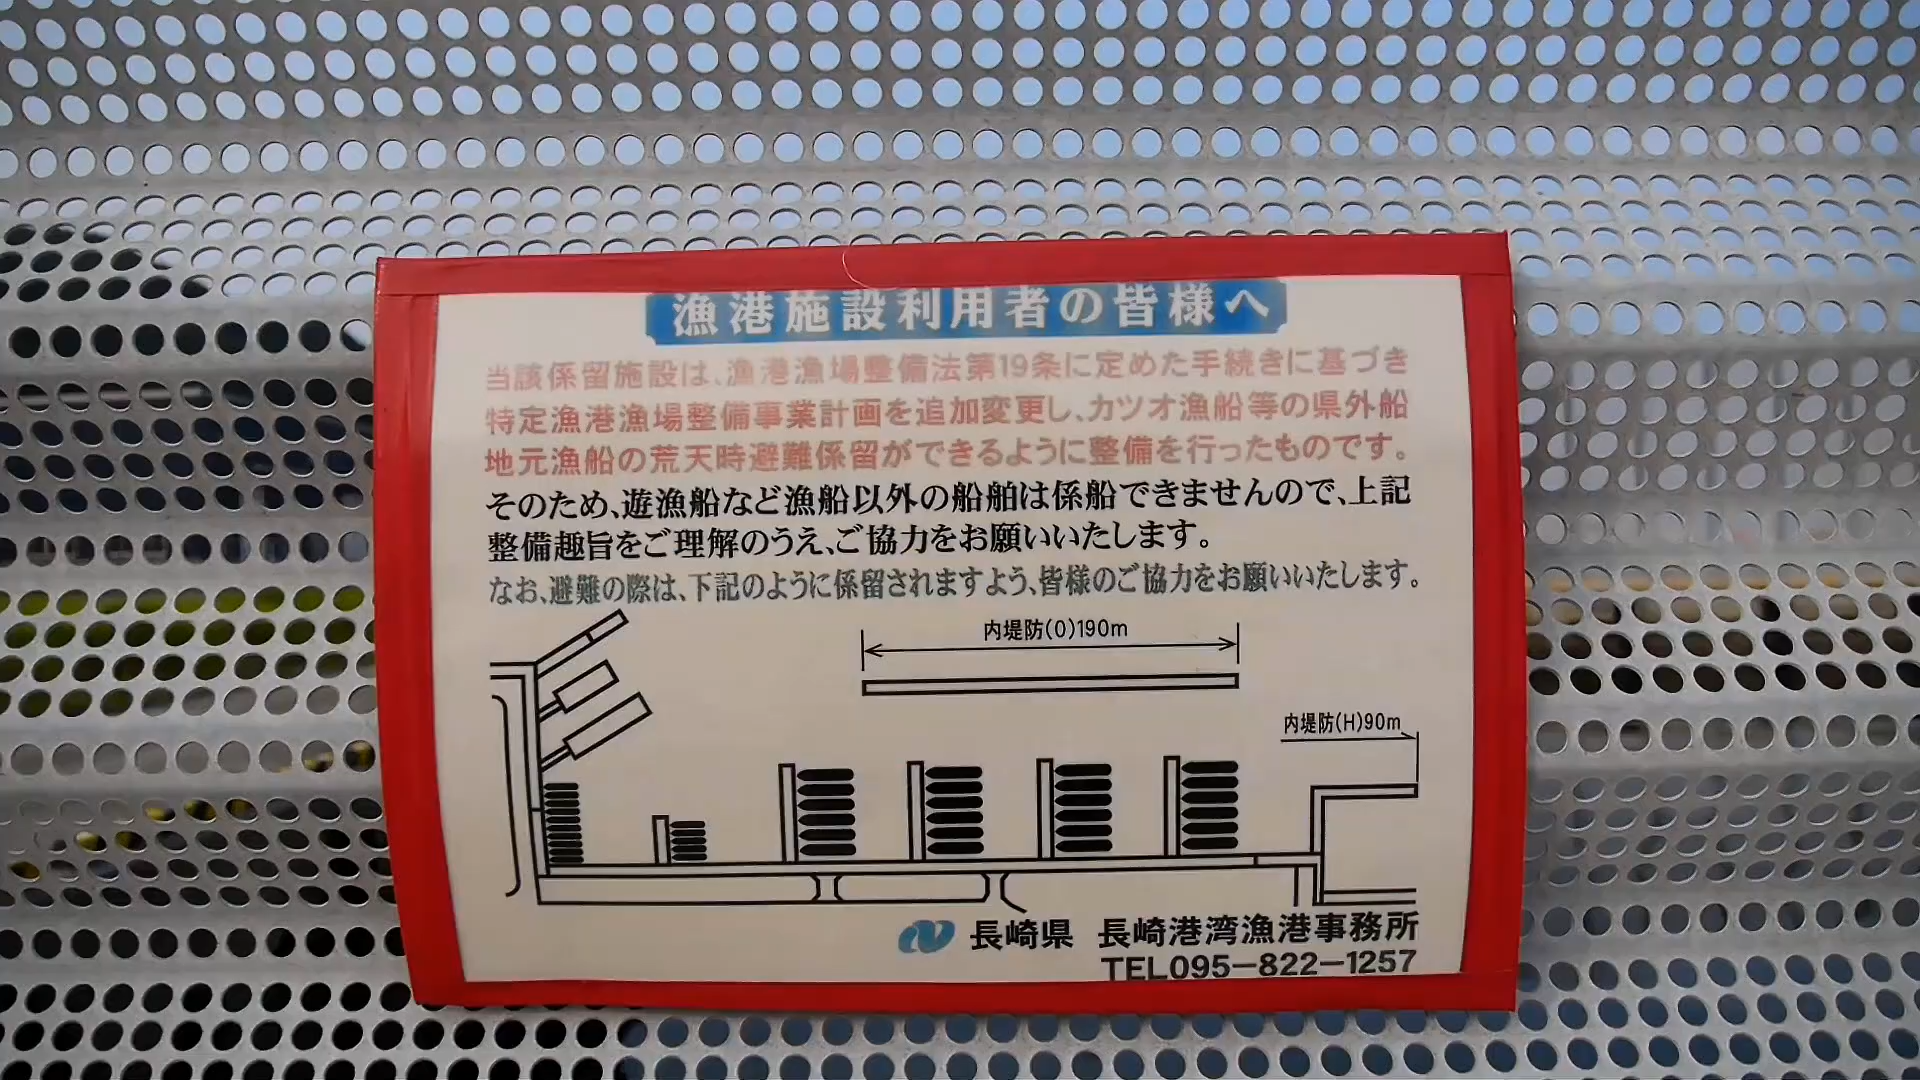 漁港施設利用者の皆様へ
当該係留施設は、漁港漁場整備法第19条に定めた手続きに基づき
特定漁港漁場整備事業計画を追加変更し、カツオ漁船等の県外船
地元漁船の荒天時避難係留ができるように整備を行ったものです。
そのため、遊漁船など漁船以外の船舶は係船できませんので、上記
整備趣旨をご理解のうえ、ご協力をお願いいたします。
なお、避難の際は、下記のように係留されますよう、皆様のご協力をお願いいたします。
内堤防(O)190m
内堤防(H)90m
長崎県 長崎港湾漁港事務所
TEL095-822-1257